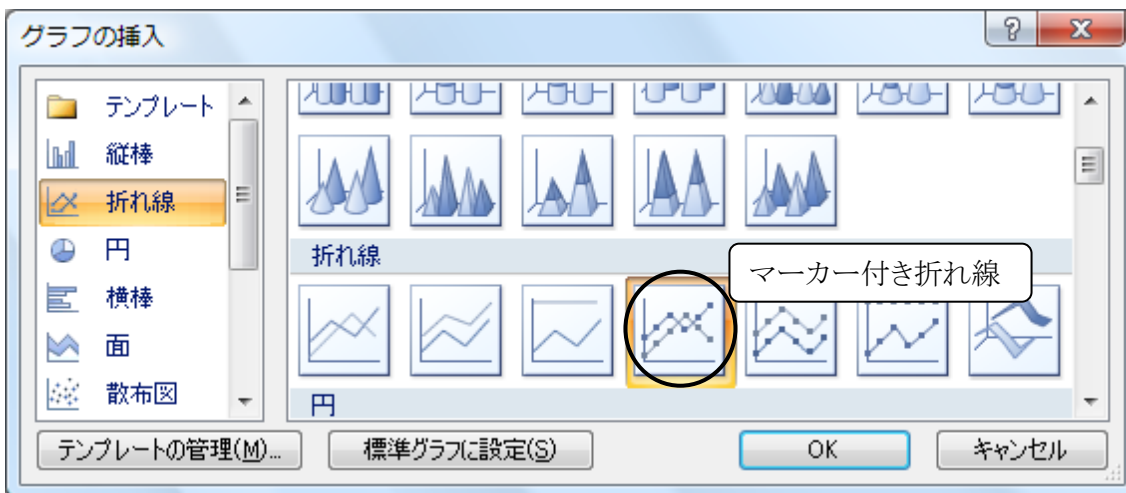 グラフの挿入
テンプレート
縦棒
折れ線
円
横棒
面
散布図
折れ線
マーカー付き折れ線
円
テンプレートの管理(M)...
標準グラフに設定(S)
OK
キャンセル